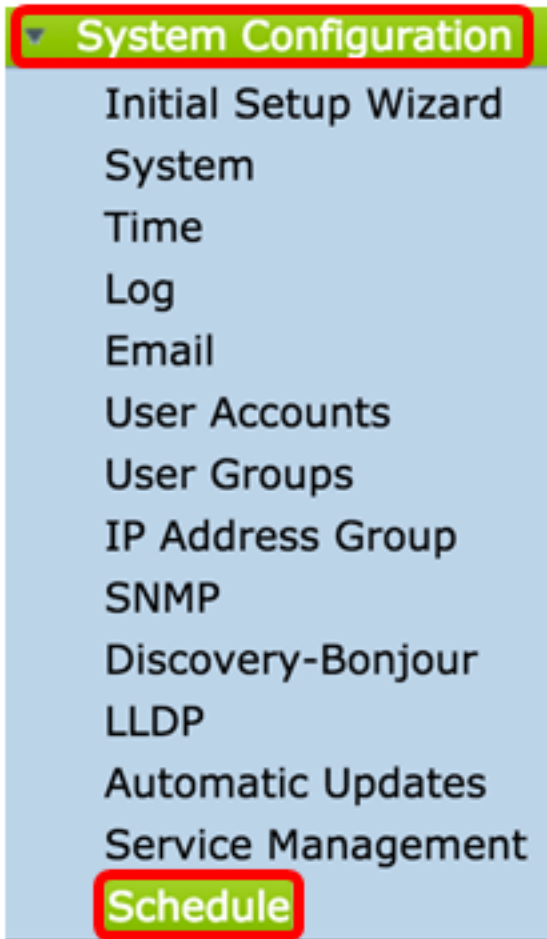 System Configuration
Initial Setup Wizard
System
Time
Log
Email
User Accounts
User Groups
IP Address Group
SNMP
Discovery-Bonjour
LLDP
Automatic Updates
Service Management
Schedule